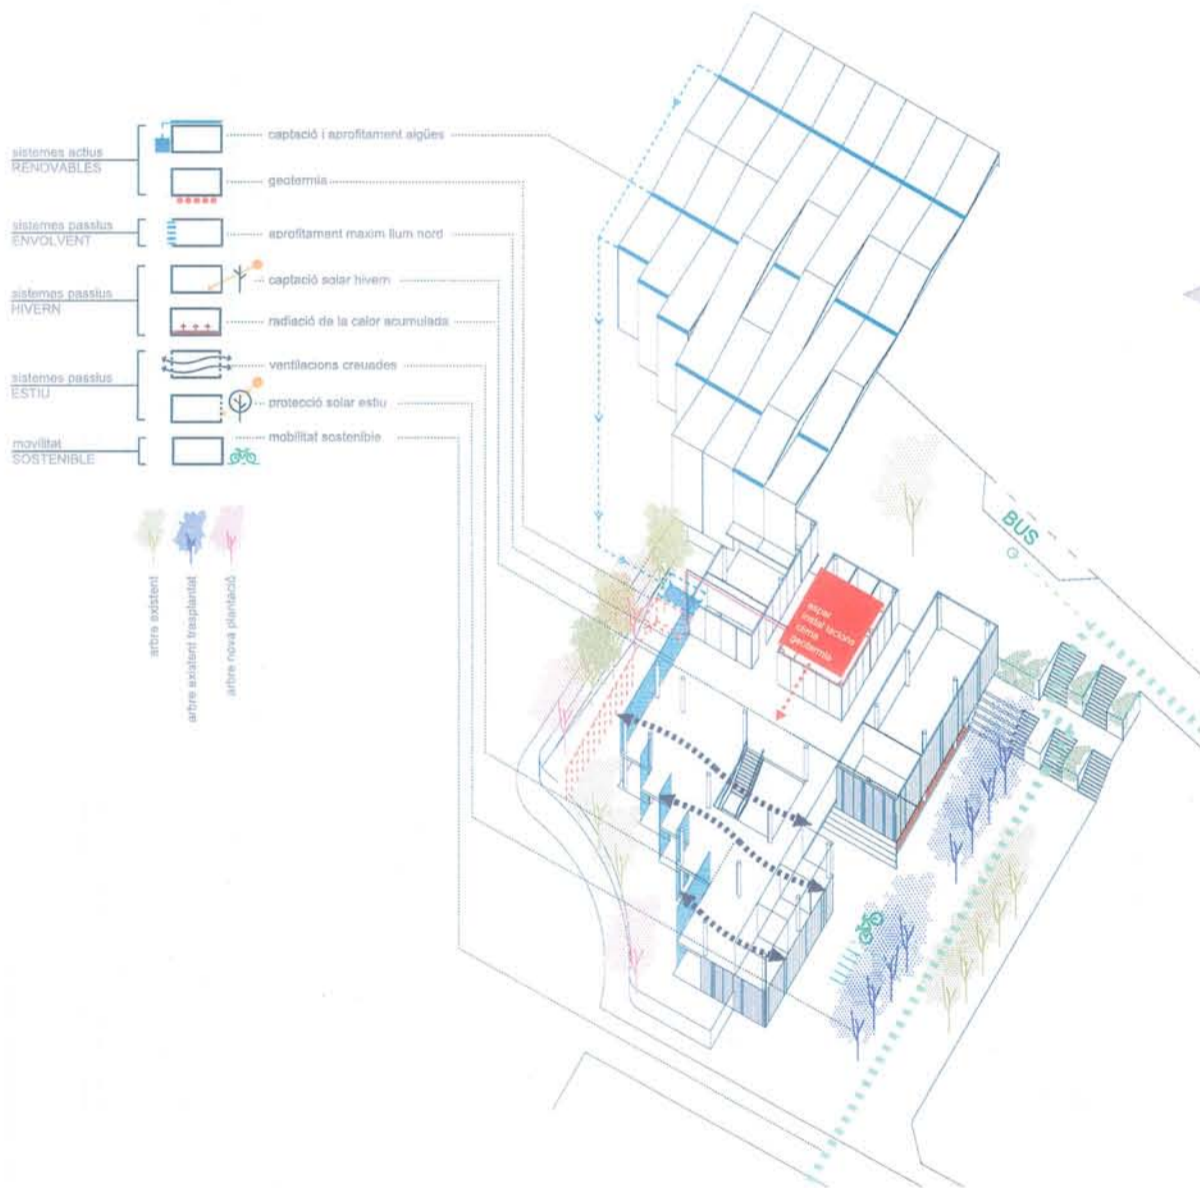 sistemes actius
RENOVABLES
captació i aprofitament aigües
geotermia
sistemes passius
ENVOLVENT
aprofitament maxim llum nord
sistemes passius
HIVERN
captació solar hivern
radiació de la calor acumulada
sistemes passius
ESTIU
ventilacions creuades
protecció solar estiu
movilitat
SOSTENIBLE
mobilitat sostenible
arbre existent
arbre existent trasplantat
arbre nova plantació
BUS
espai
instal·lacions
clima
geotermia